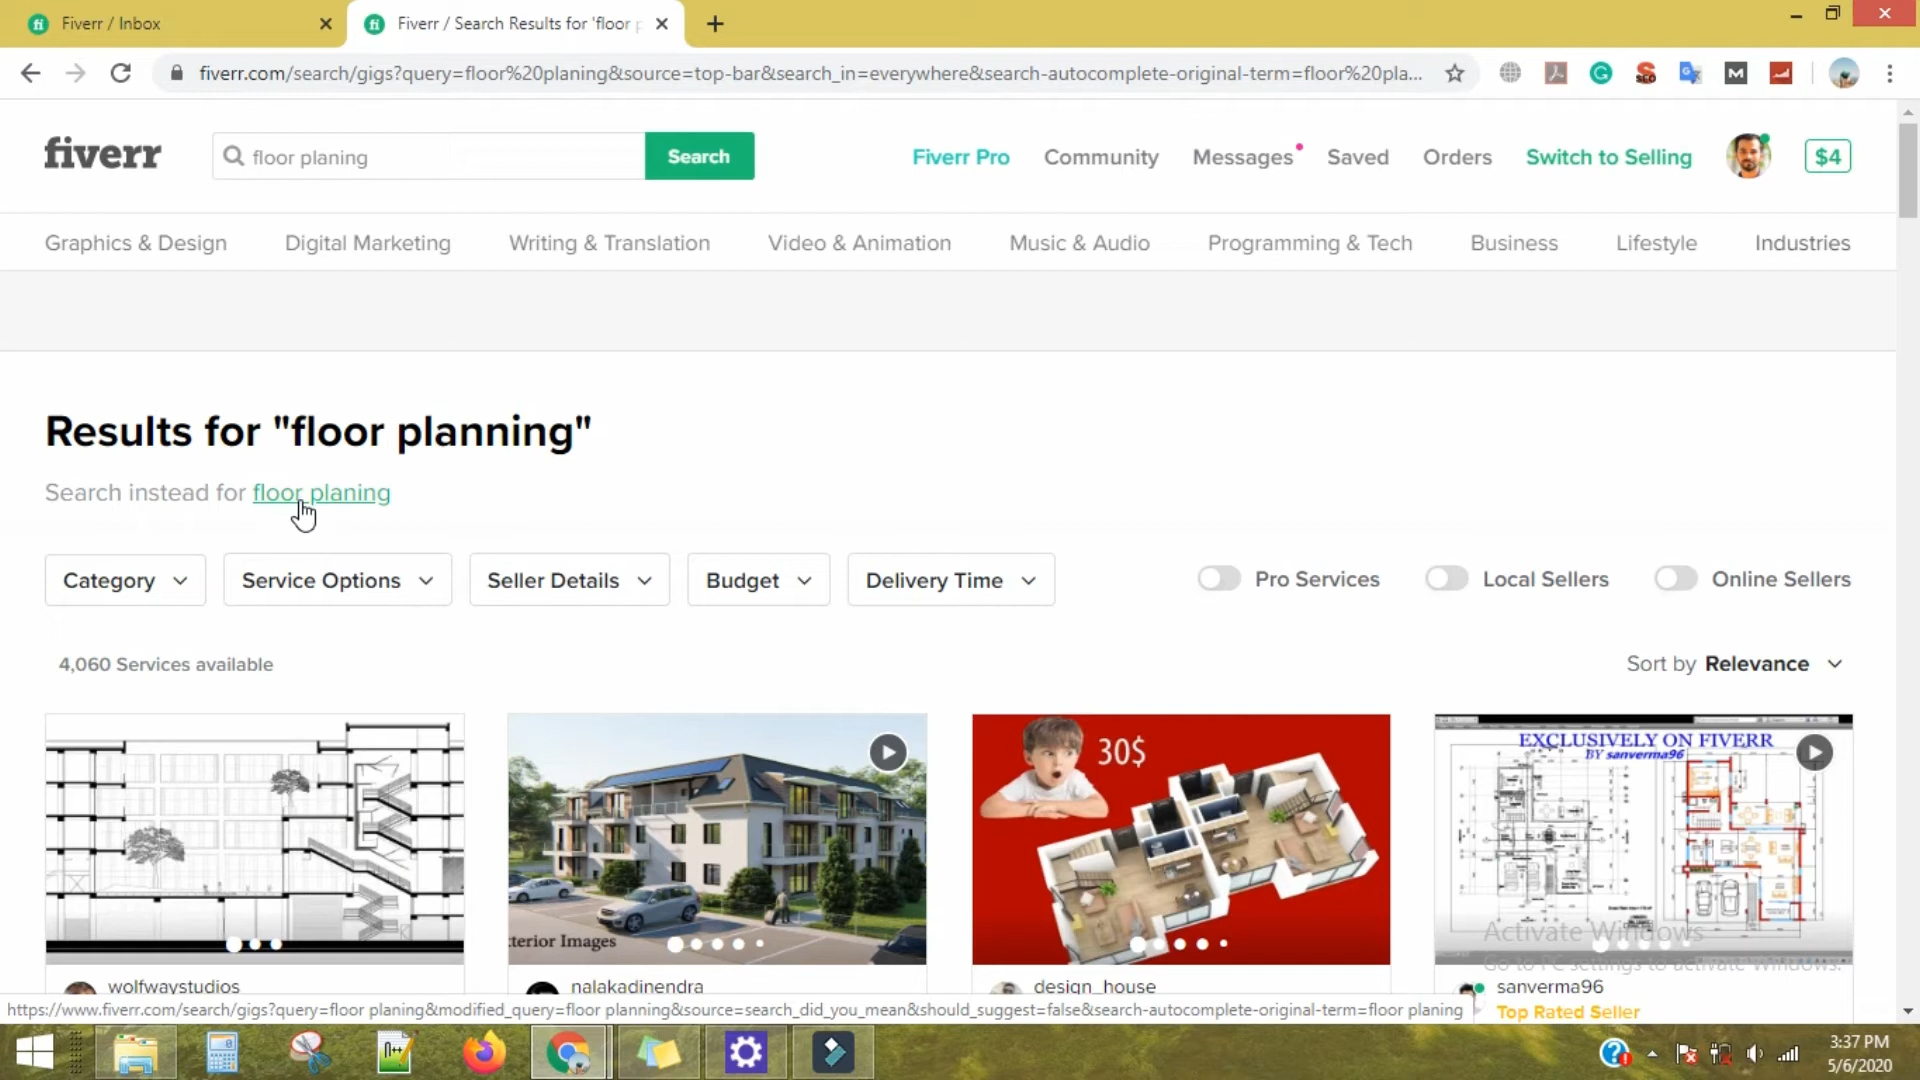 Fiverr / Inbox
Fiverr / Search Results for 'floor p
fiverr.com/search/gigs?query=floor%20planing&source=top-bar&search_in=everywhere&search-autocomplete-original-term=floor%20pla...
fiverr
floor planing
Search
Fiverr Pro
Community
Messages
Saved
Orders
Switch to Selling
$4
Graphics & Design
Digital Marketing
Writing & Translation
Video & Animation
Music & Audio
Programming & Tech
Business
Lifestyle
Industries
Results for "floor planning"
Search instead for floor planing
Category
Service Options
Seller Details
Budget
Delivery Time
Pro Services
Local Sellers
Online Sellers
4,060 Services available
Sort by Relevance
terior Images
30$
EXCLUSIVELY ON FIVERR
BY sanverma96
Activate Windows
Go to PC settings to activate Windows.
wolfwaystudios
nalakadinendra
design_house
sanverma96
Top Rated Seller
https://www.fiverr.com/search/gigs?query=floor planing&modified_query=floor planning&source=search_did_you_mean&should_suggest=false&search-autocomplete-original-term=floor planing
3:37 PM
5/6/2020